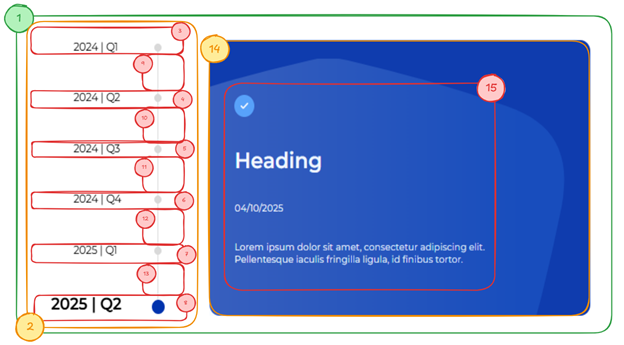 1
3
2024 | Q1
9
2024 | Q2
4
10
2024 | Q3
5
11
2024 | Q4
6
12
2025 | Q1
7
13
2025 | Q2
8
2
14
15
Heading
04/10/2025
Lorem ipsum dolor sit amet, consectetur adipiscing elit.
Pellentesque iaculis fringilla ligula, id finibus tortor.